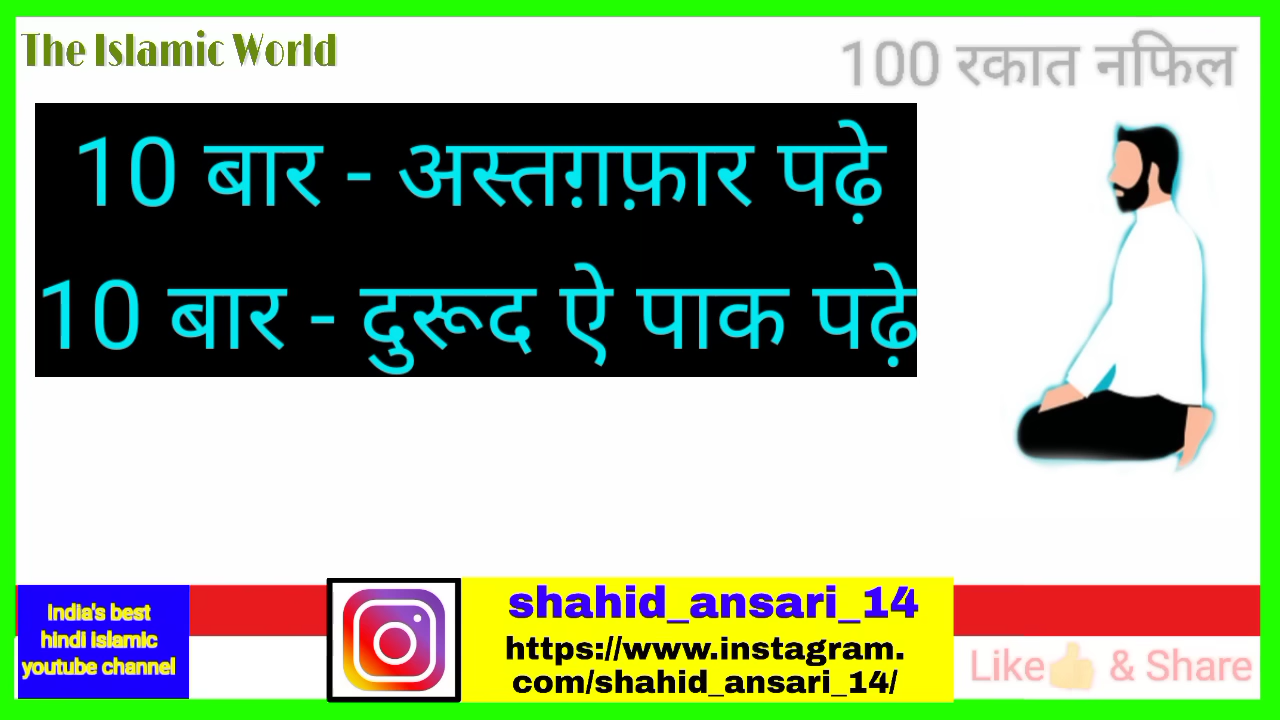 The Islamic World
100 रकात नफिल
10 बार - अस्तग़फ़ार पढ़े
10 बार - दुरूद ऐ पाक पढ़े
India's best
hindi islamic
youtube channel
shahid_ansari_14
https://www.instagram.
com/shahid_ansari_14/
Like👍 & Share